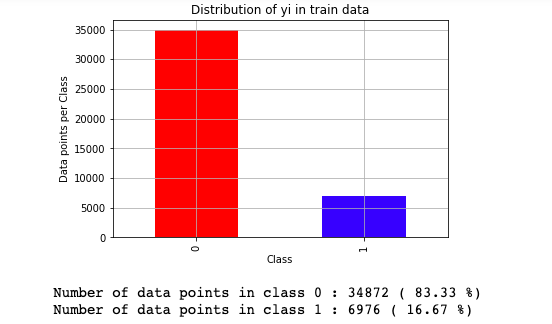 Distribution of yi in train data
35000
30000
25000
20000
15000
10000
5000
0
Data points per Class
0
1
Class
Number of data points in class 0 : 34872 ( 83.33 %)
Number of data points in class 1 : 6976 ( 16.67 %)